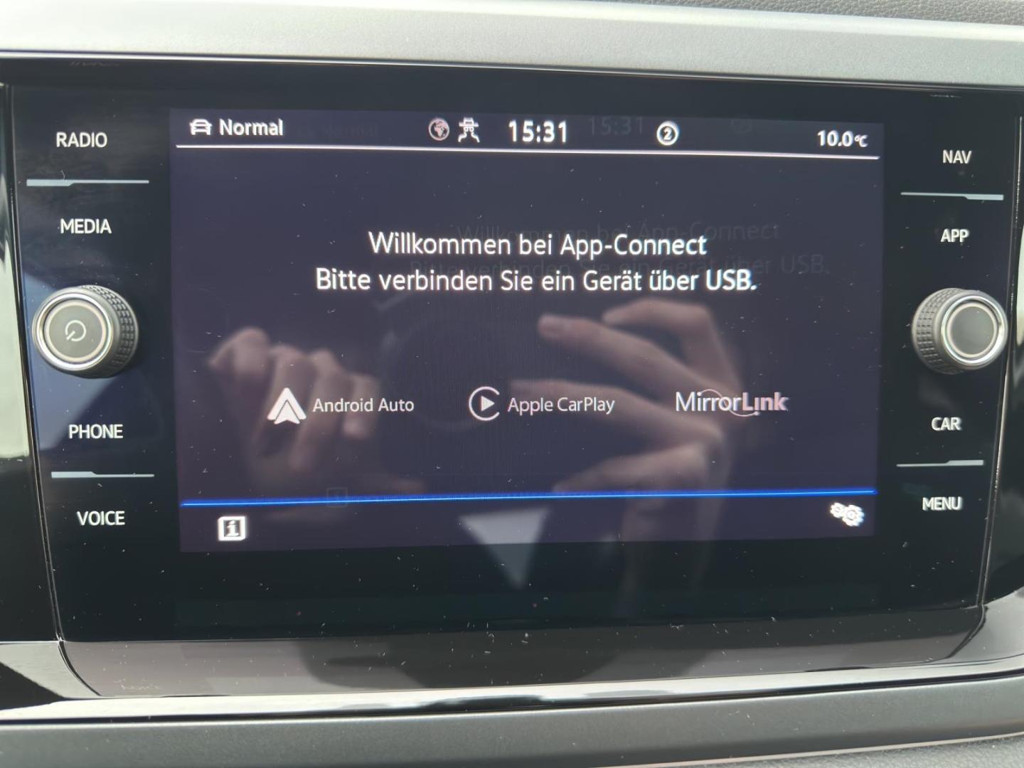 RADIO
MEDIA
PHONE
VOICE
Normal 15:31 2 10.0°C
Willkommen bei App-Connect
Bitte verbinden Sie ein Gerät über USB.
Android Auto Apple CarPlay MirrorLink
i
NAV
APP
CAR
MENU